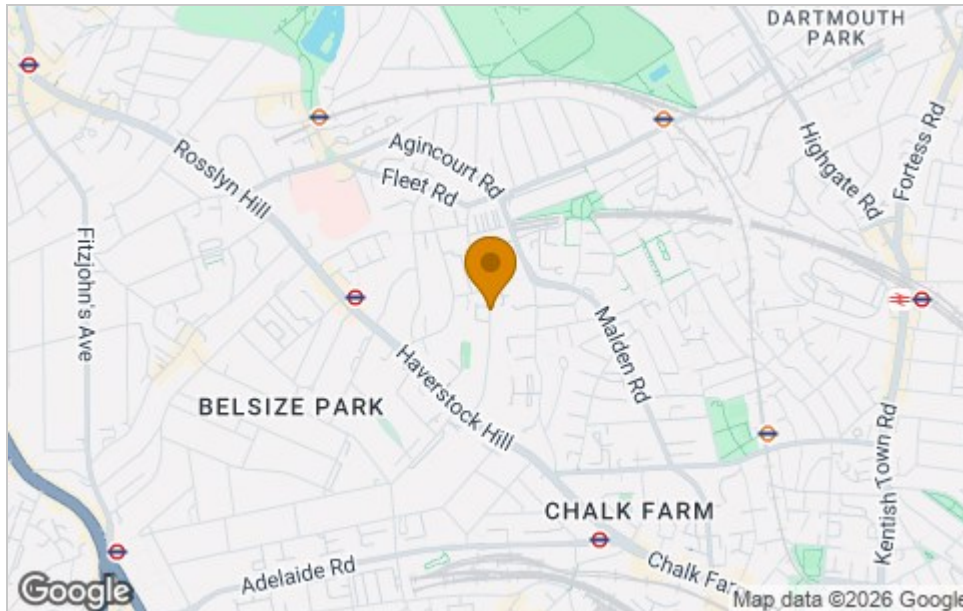 DARTMOUTH
PARK
Rosslyn Hill
Agincourt Rd
Fleet Rd
Highgate Rd
Fortess Rd
Fitzjohn's Ave
Malden Rd
BELSIZE PARK
Haverstock Hill
Kentish Town Rd
CHALK FARM
Adelaide Rd
Chalk Farm
Google
Map data ©2026 Google